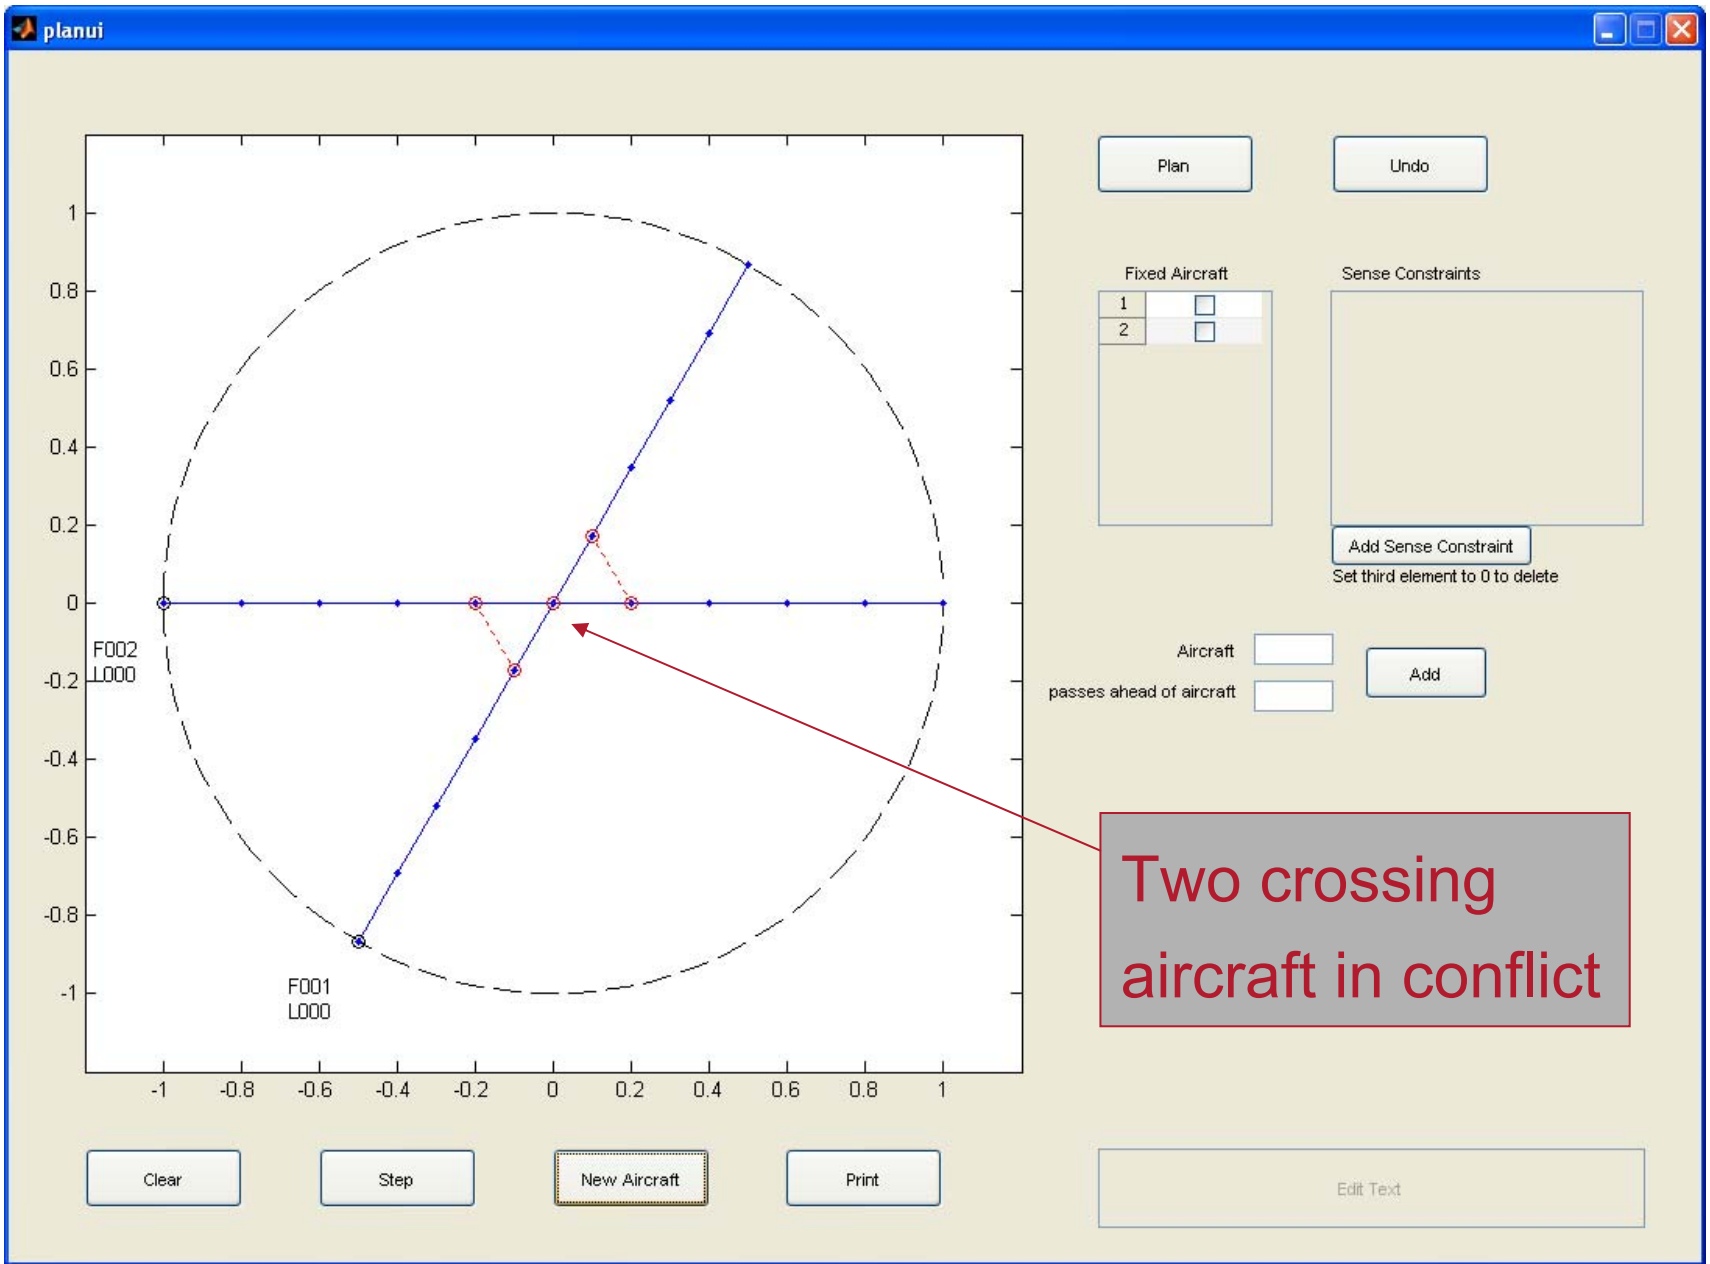 planui
Plan
Undo
1
0.8
0.6
0.4
0.2
0
-0.2
-0.4
-0.6
-0.8
-1
F002
L000
F001
L000
-1 -0.8 -0.6 -0.4 -0.2 0 0.2 0.4 0.6 0.8 1
Fixed Aircraft
1
2
Sense Constraints
Add Sense Constraint
Set third element to 0 to delete
Aircraft
passes ahead of aircraft
Add
Two crossing
aircraft in conflict
Clear
Step
New Aircraft
Print
Edit Text